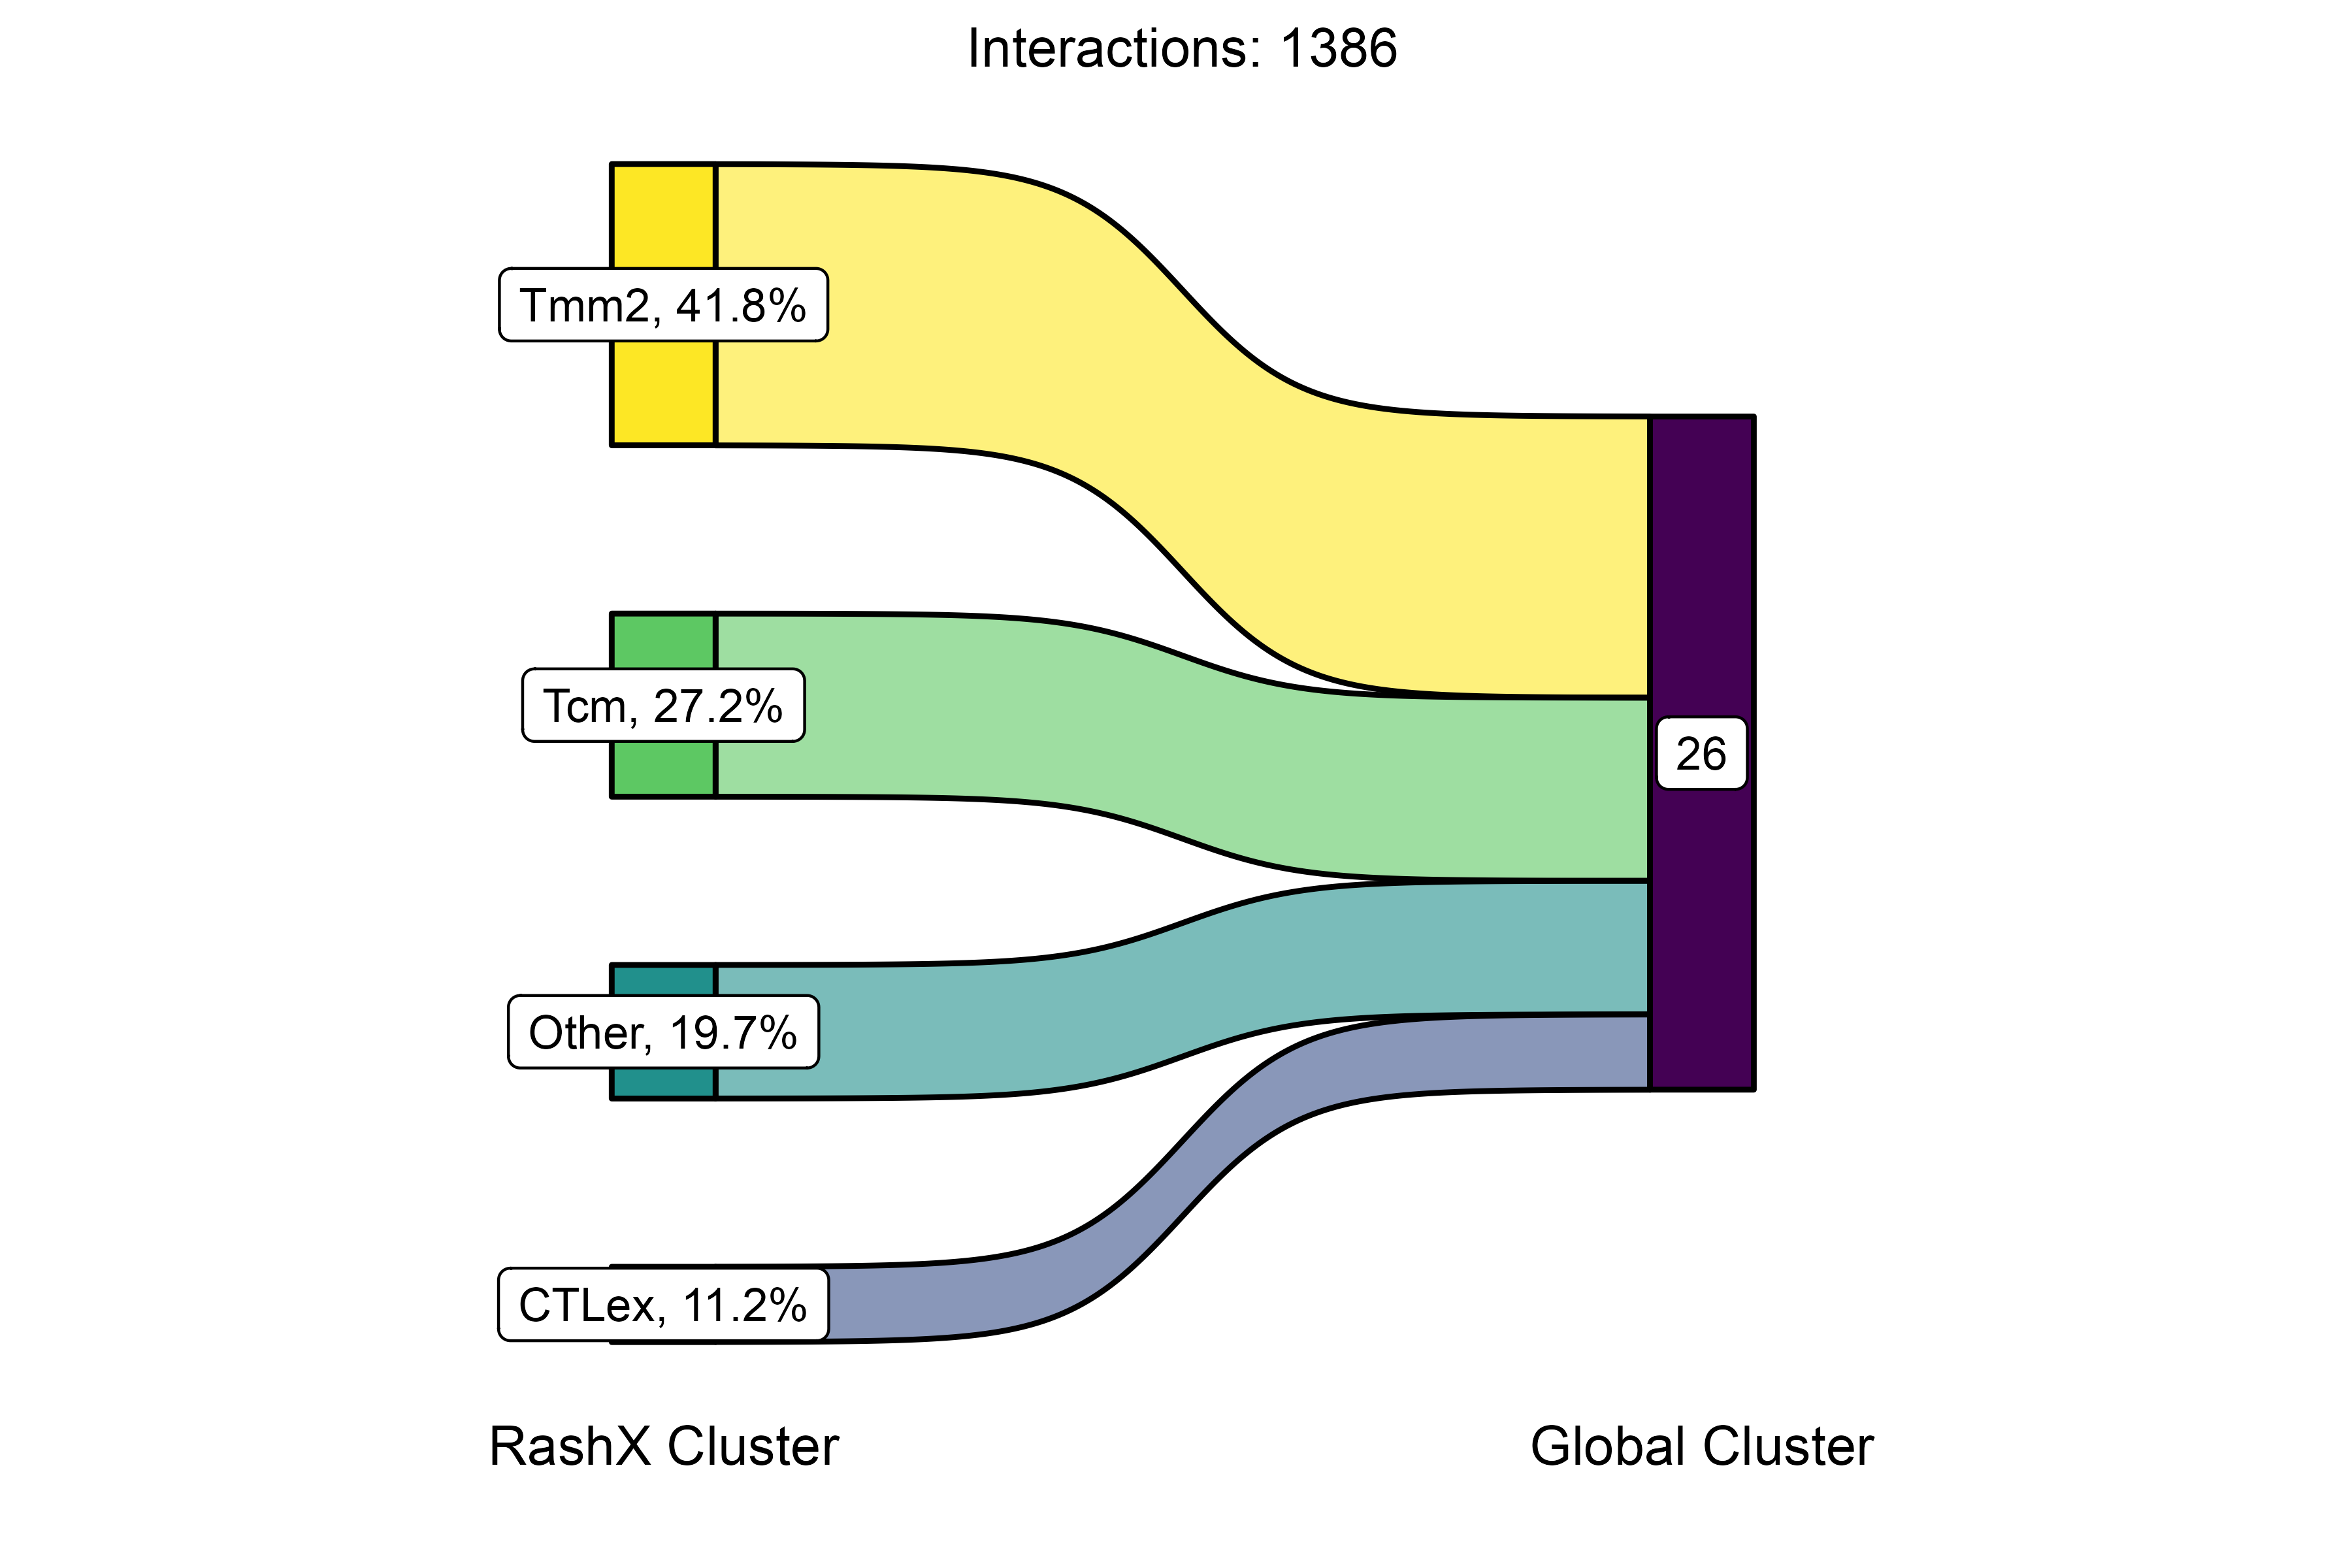 Interactions: 1386
Tmm2, 41.8%
Tcm, 27.2%
26
Other, 19.7%
CTLex, 11.2%
RashX Cluster
Global Cluster